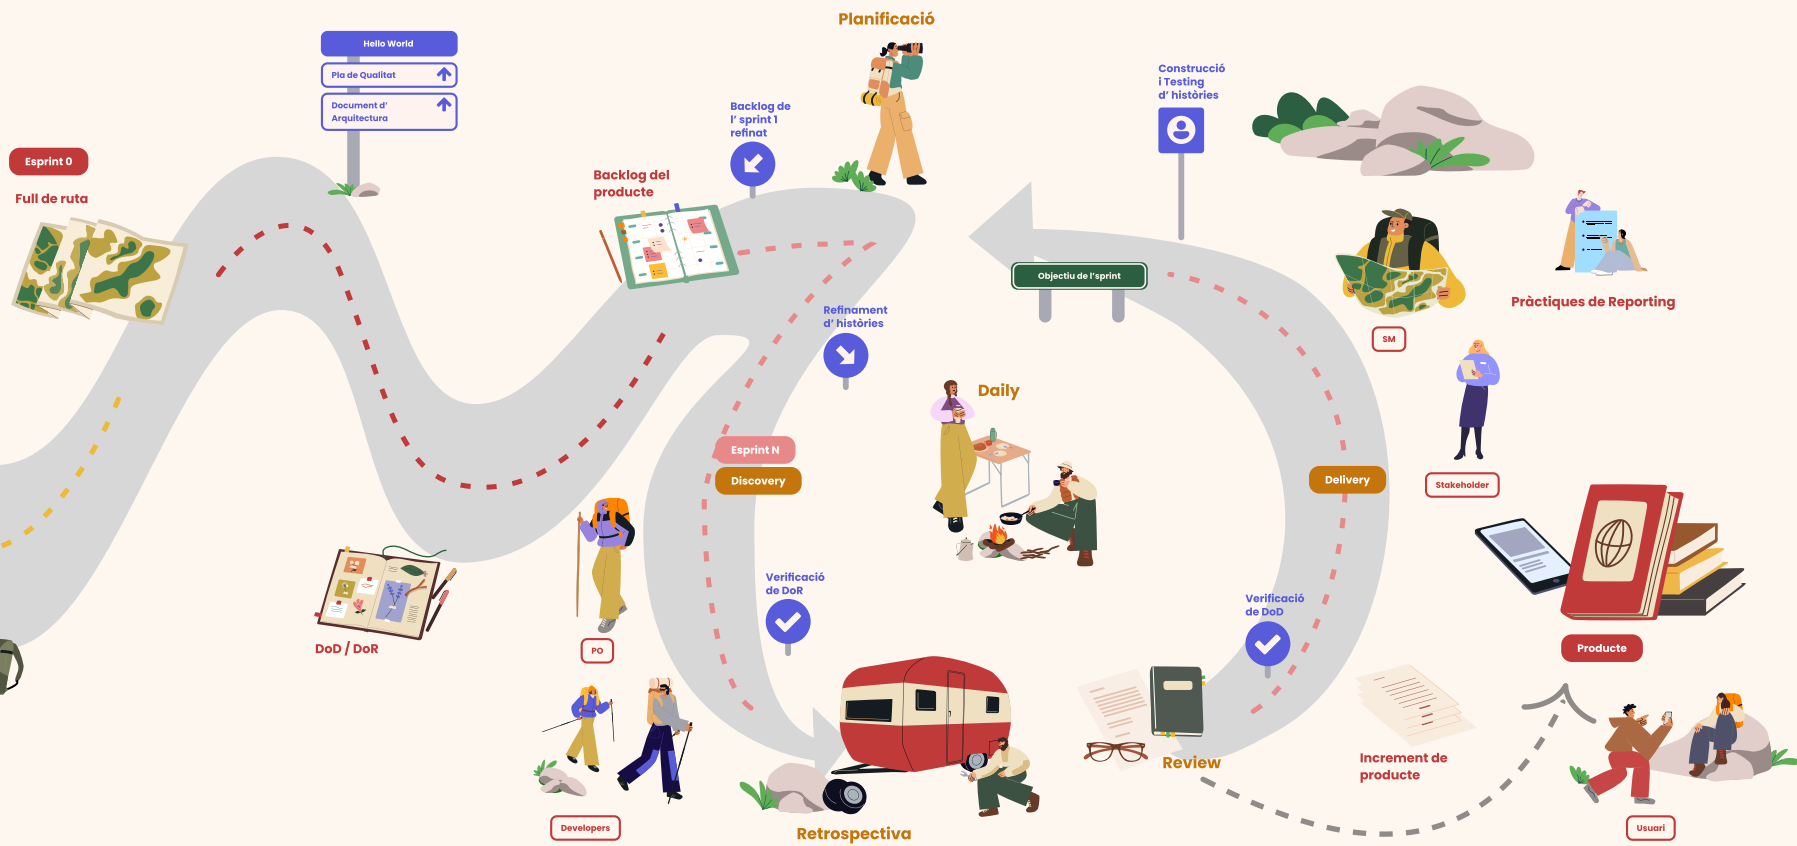 Planificació
Hello World
Pla de Qualitat
Document d'
Arquitectura
Esprint 0
Full de ruta
Backlog de
l' sprint 1
refinat
Backlog del
producte
Construcció
i Testing
d' històries
Objectiu de l'sprint
Refinament
d' històries
SM
Pràctiques de Reporting
Daily
Esprint N
Discovery
Delivery
Stakeholder
Verificació
de DoR
Verificació
de DoD
DoD / DoR
PO
Producte
Review
Increment de
producte
Developers
Retrospectiva
Usuari